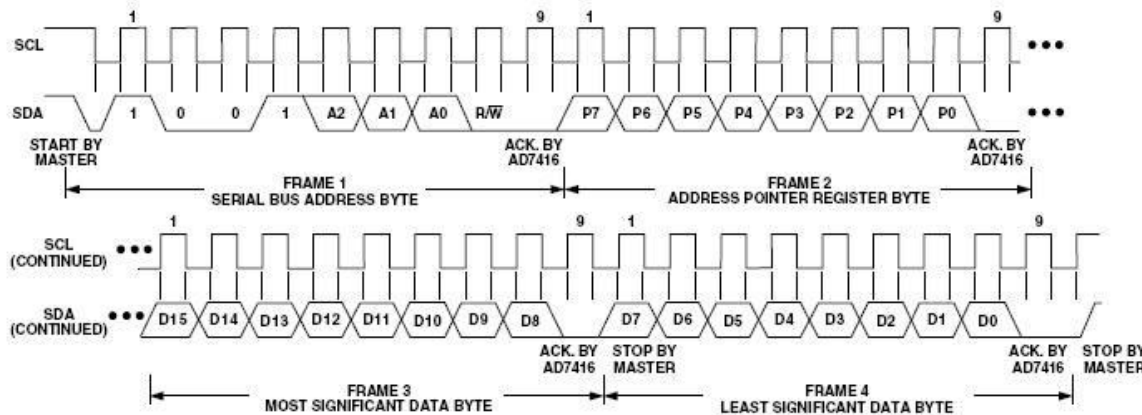 1 9 1 9
SCL
SDA 1 0 0 1 A2 A1 A0 R/W̅ P7 P6 P5 P4 P3 P2 P1 P0
START BY ACK. BY ACK. BY
MASTER AD7416 AD7416
FRAME 1 FRAME 2
SERIAL BUS ADDRESS BYTE ADDRESS POINTER REGISTER BYTE
1 9 1 9
SCL
(CONTINUED)
SDA D15 D14 D13 D12 D11 D10 D9 D8 D7 D6 D5 D4 D3 D2 D1 D0
(CONTINUED)
ACK. BY STOP BY ACK. BY STOP BY
AD7416 MASTER AD7416 MASTER
FRAME 3 FRAME 4
MOST SIGNIFICANT DATA BYTE LEAST SIGNIFICANT DATA BYTE